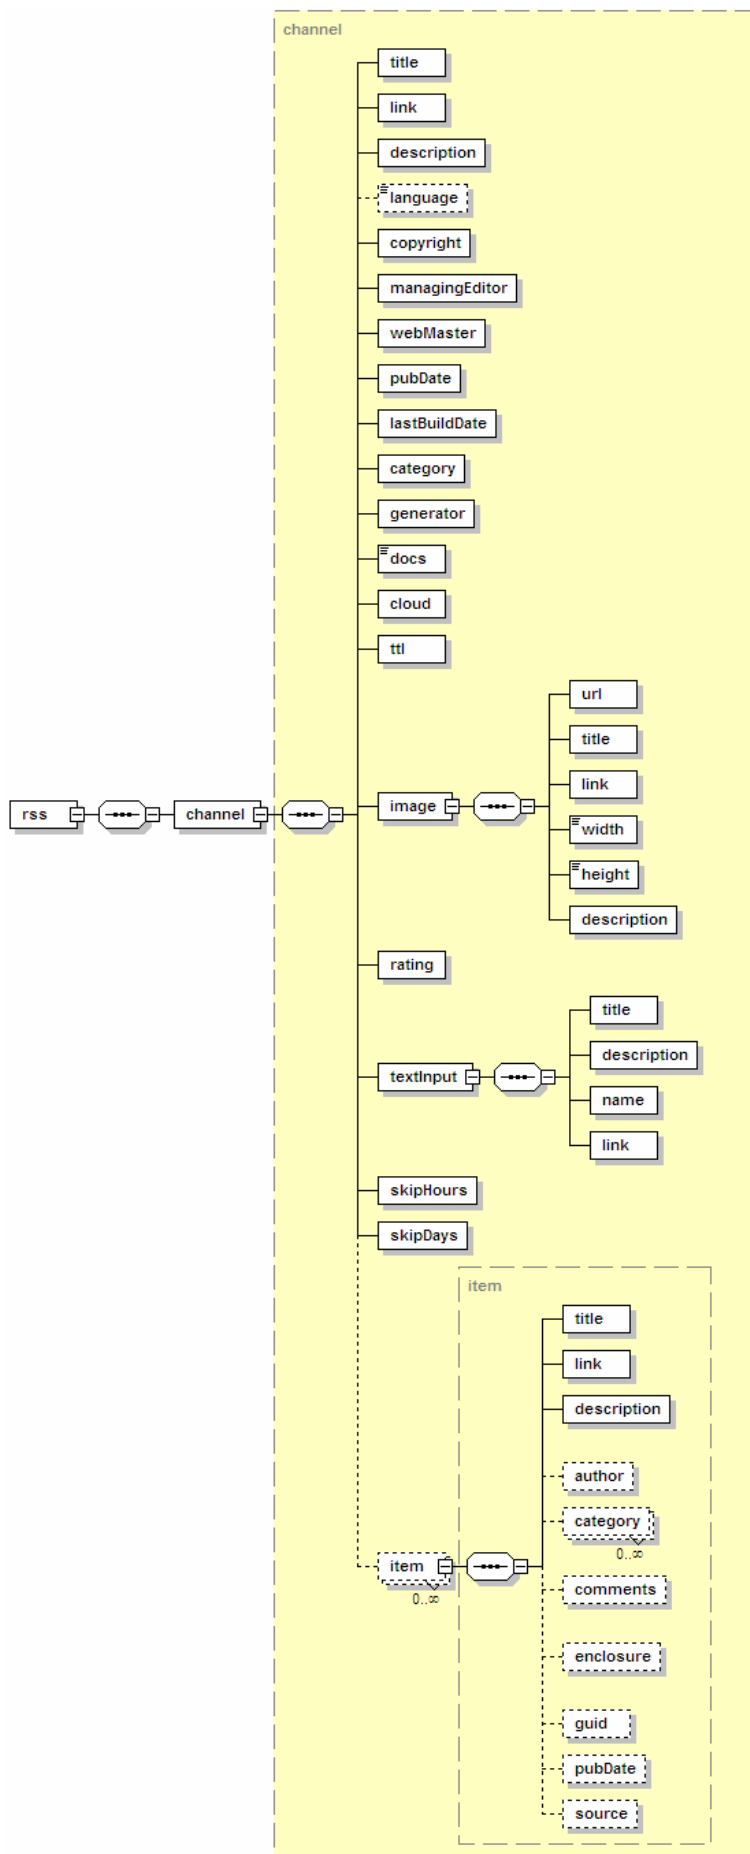 channel
title
link
description
language
copyright
managingEditor
webMaster
pubDate
lastBuildDate
category
generator
docs
cloud
ttl
rss
channel
image
url
title
link
width
height
description
rating
textInput
title
description
name
link
skipHours
skipDays
item
item
0..∞
title
link
description
author
category
0..∞
comments
enclosure
guid
pubDate
source